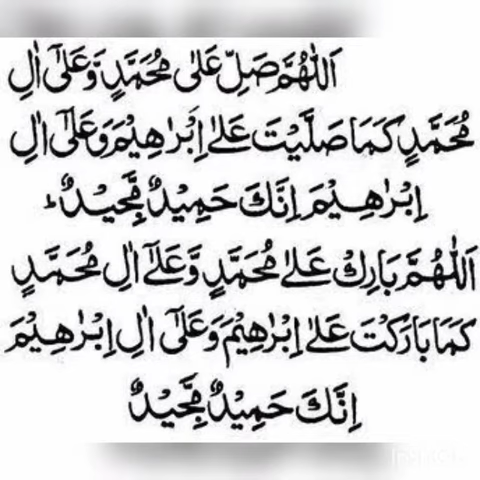 اَللّٰهُمَّ صَلِّ عَلٰى مُحَمَّدٍ وَّعَلٰٓى اٰلِ
مُحَمَّدٍ كَمَا صَلَّيْتَ عَلٰٓى اِبْرٰهِيْمَ وَعَلٰٓى اٰلِ
اِبْرٰهِيْمَ اِنَّكَ حَمِيْدٌ مَّجِيْدٌ ؕ
اَللّٰهُمَّ بَارِكْ عَلٰى مُحَمَّدٍ وَّعَلٰٓى اٰلِ مُحَمَّدٍ
كَمَا بَارَكْتَ عَلٰٓى اِبْرٰهِيْمَ وَعَلٰٓى اٰلِ اِبْرٰهِيْمَ
اِنَّكَ حَمِيْدٌ مَّجِيْدٌ